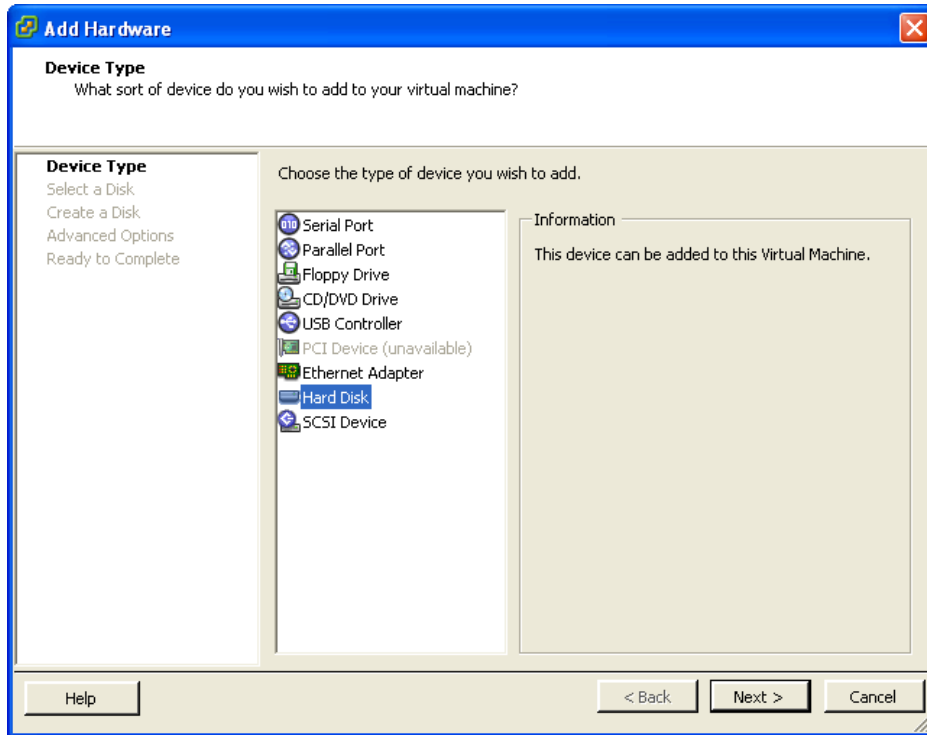 Add Hardware
Device Type
What sort of device do you wish to add to your virtual machine?
Device Type
Select a Disk
Create a Disk
Advanced Options
Ready to Complete
Choose the type of device you wish to add.
Serial Port
Parallel Port
Floppy Drive
CD/DVD Drive
USB Controller
PCI Device (unavailable)
Ethernet Adapter
Hard Disk
SCSI Device
Information
This device can be added to this Virtual Machine.
Help
< Back
Next >
Cancel